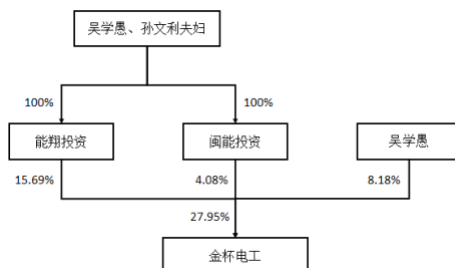 吴学愚、孙文利夫妇
100%
100%
能翔投资
闽能投资
吴学愚
15.69%
4.08%
8.18%
27.95%
金杯电工